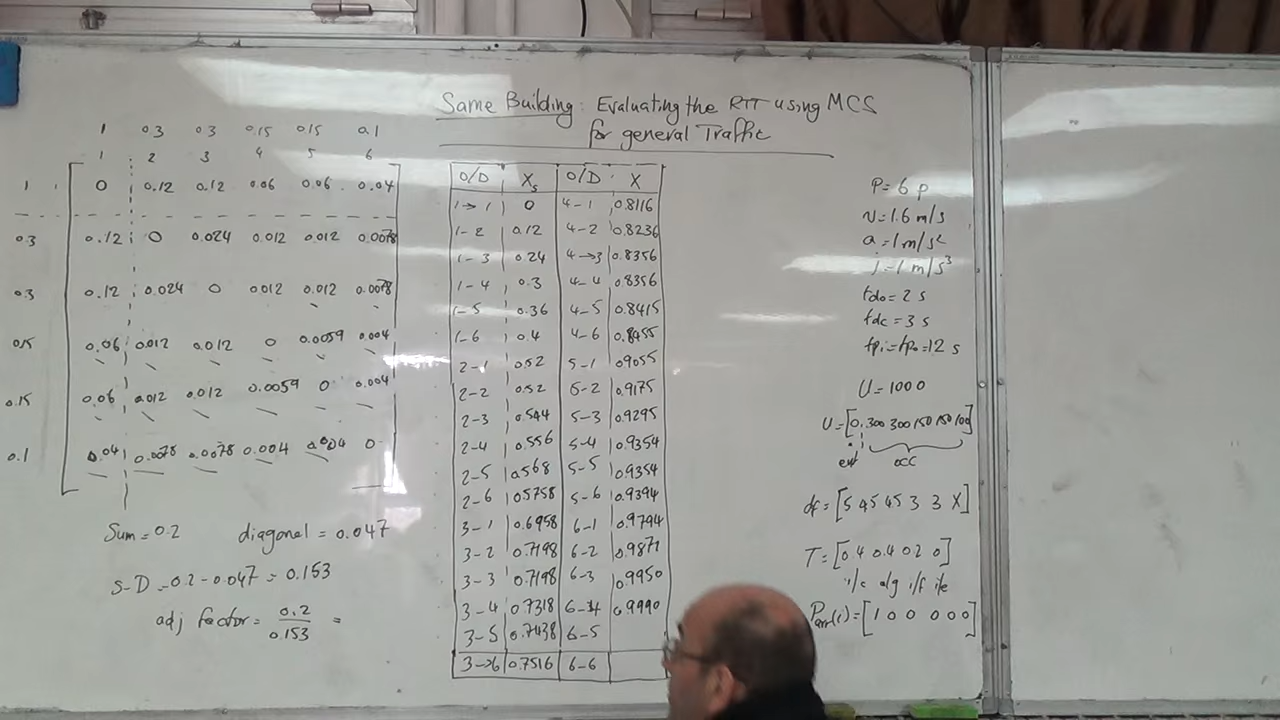 Same Building: Evaluating the RTT using MCS
for general Traffic
1 0.3 0.3 0.15 0.15 0.1
1 2 3 4 5 6
1 0 0.12 0.12 0.06 0.06 0.04
0.3 0.12 0 0.024 0.012 0.012 0.0078
0.3 0.12 0.024 0 0.012 0.012 0.0078
0.15 0.06 0.012 0.012 0 0.0059 0.004
0.15 0.06 0.012 0.012 0.0059 0 0.004
0.1 0.04 0.0078 0.0078 0.004 0.004 0
Sum = 0.2 diagonal = 0.047
S-D = 0.2 - 0.047 = 0.153
adj factor = 0.2 / 0.153 =
O/D Xs O/D X
1→1 0 4-1 0.8116
1-2 0.12 4-2 0.8236
1-3 0.24 4→3 0.8356
1-4 0.3 4-4 0.8356
1-5 0.36 4-5 0.8415
1-6 0.4 4-6 0.8455
2-1 0.52 5-1 0.9055
2-2 0.52 5-2 0.9175
2-3 0.544 5-3 0.9295
2-4 0.556 5-4 0.9354
2-5 0.568 5-5 0.9354
2-6 0.5758 5-6 0.9394
3-1 0.6958 6-1 0.9794
3-2 0.7198 6-2 0.9871
3-3 0.7198 6-3 0.9950
3-4 0.7318 6-4 0.9990
3-5 0.7438 6-5
3→6 0.7516 6-6
P = 6 p
v = 1.6 m/s
a = 1 m/s²
j = 1 m/s³
tdo = 2 s
tdc = 3 s
tpi = tpo = 1.2 s
U = 1000
U = [0 300 300 150 150 100]
ent occ
df = [5 4.5 4.5 3 3 X]
T = [0.4 0.4 0.2 0]
i/c o/g i/f i/e
Parr(i) = [1 0 0 0 0 0]